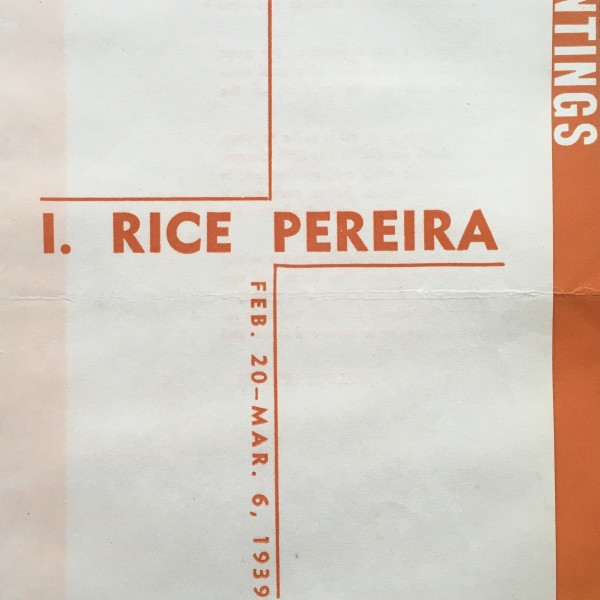 I. RICE PEREIRA
FEB. 20–MAR. 6, 1939
NTINGS